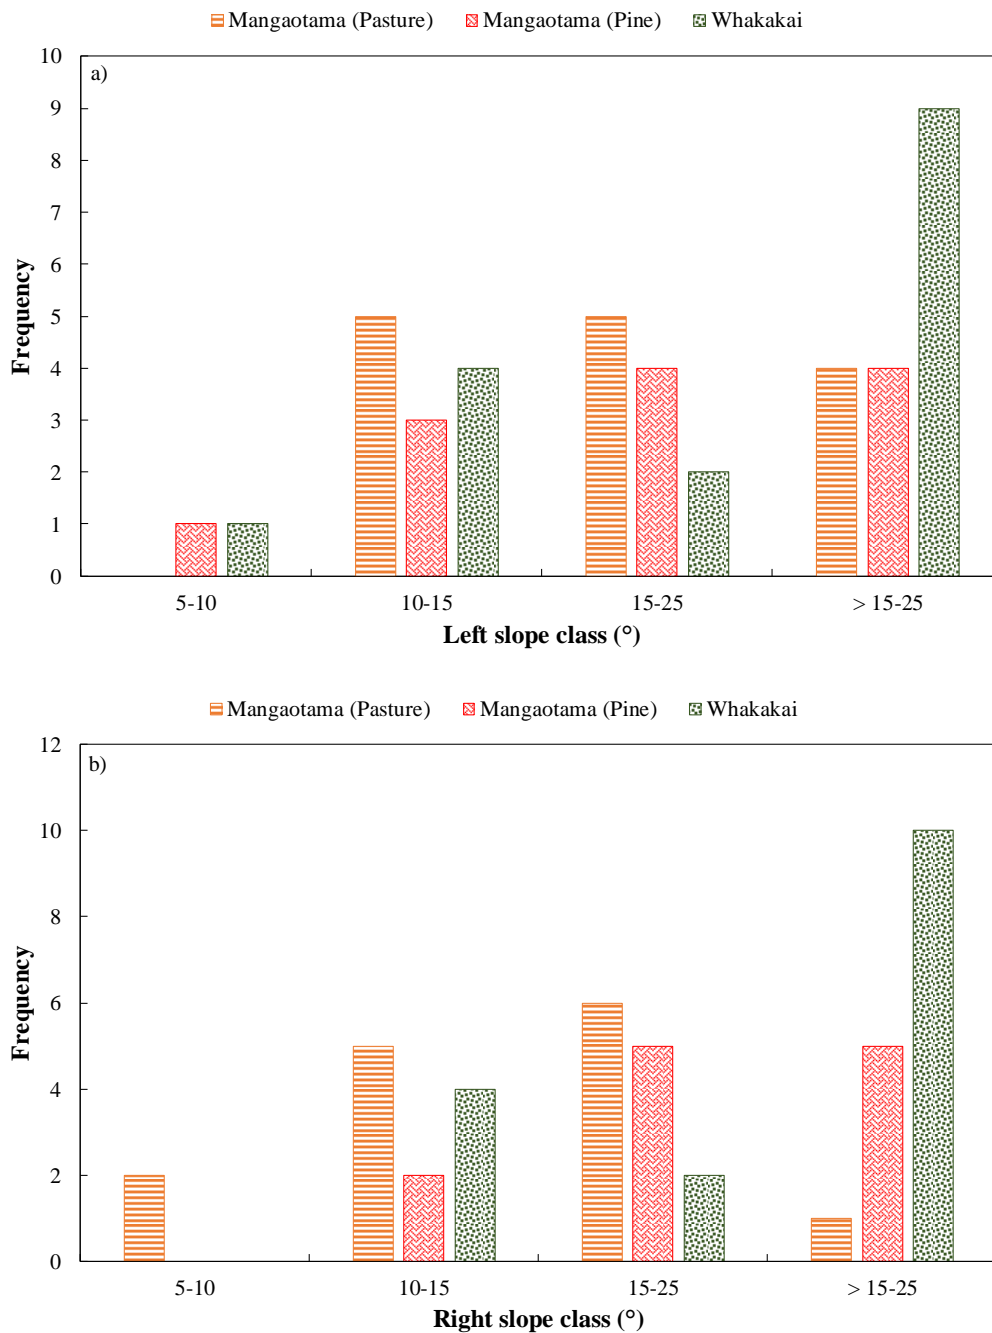 Mangaotama (Pasture) Mangaotama (Pine) Whakakai
a)
10
9
8
7
6
5
4
3
2
1
0
Frequency
5-10 10-15 15-25 > 15-25
Left slope class (°)
Mangaotama (Pasture) Mangaotama (Pine) Whakakai
b)
12
10
8
6
4
2
0
Frequency
5-10 10-15 15-25 > 15-25
Right slope class (°)